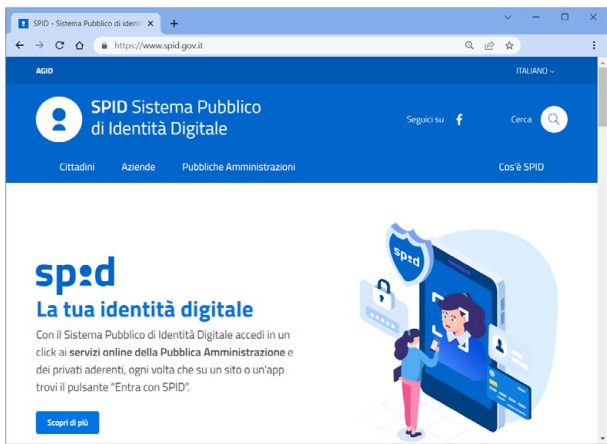 SPID - Sistema Pubblico di identi
https://www.spid.gov.it
AGID
ITALIANO
SPID Sistema Pubblico
di Identità Digitale
Seguici su
Cerca
Cittadini Aziende Pubbliche Amministrazioni Cos'è SPID
spid
spid
La tua identità digitale
Con il Sistema Pubblico di Identità Digitale accedi in un
click ai servizi online della Pubblica Amministrazione e
dei privati aderenti, ogni volta che su un sito o un'app
trovi il pulsante “Entra con
SPID”.
Scopri di più